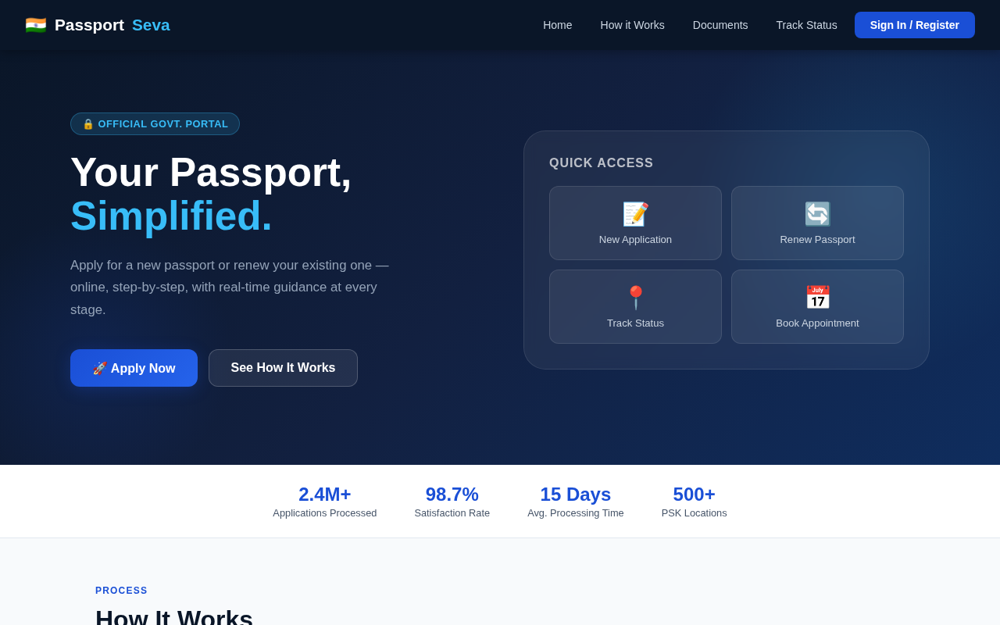 Passport Seva
Home
How it Works
Documents
Track Status
Sign In / Register
🔒 OFFICIAL GOVT. PORTAL
Your Passport,
Simplified.
Apply for a new passport or renew your existing one —
online, step-by-step, with real-time guidance at every
stage.
🚀 Apply Now
See How It Works
QUICK ACCESS
New Application
Renew Passport
Track Status
July
17
Book Appointment
2.4M+
Applications Processed
98.7%
Satisfaction Rate
15 Days
Avg. Processing Time
500+
PSK Locations
PROCESS
How It Works